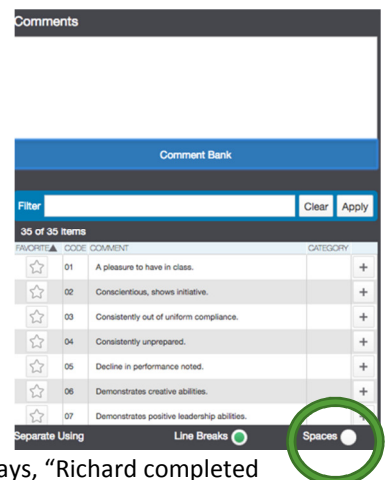 Comments
Comment Bank
Filter Clear Apply
35 of 35 Items
FAVORITE▲ CODE COMMENT CATEGORY
01 A pleasure to have in class. +
02 Conscientious, shows initiative. +
03 Consistently out of uniform compliance. +
04 Consistently unprepared. +
05 Decline in performance noted. +
06 Demonstrates creative abilities. +
07 Demonstrates positive leadership abilities. +
Separate Using Line Breaks Spaces
ays, “Richard completed